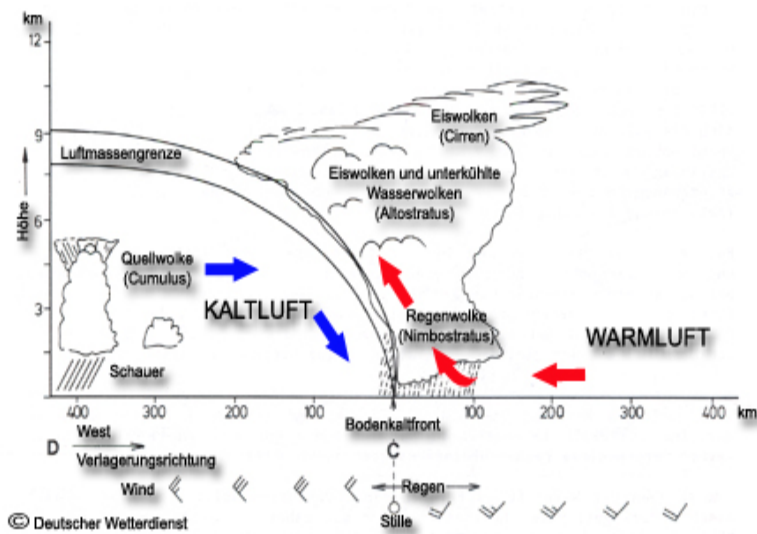 km
12
9
6
3
Höhe
Luftmassengrenze
Eiswolken
(Cirren)
Eiswolken und unterkühlte
Wasserwolken
(Altostratus)
Quellwolke
(Cumulus)
KALTLUFT
Regenwolke
(Nimbostratus)
WARMLUFT
Schauer
400 300 200 100 0 100 200 300 400 km
Bodenkaltfront
D West C
Verlagerungsrichtung
Wind Regen
Stille
© Deutscher Wetterdienst